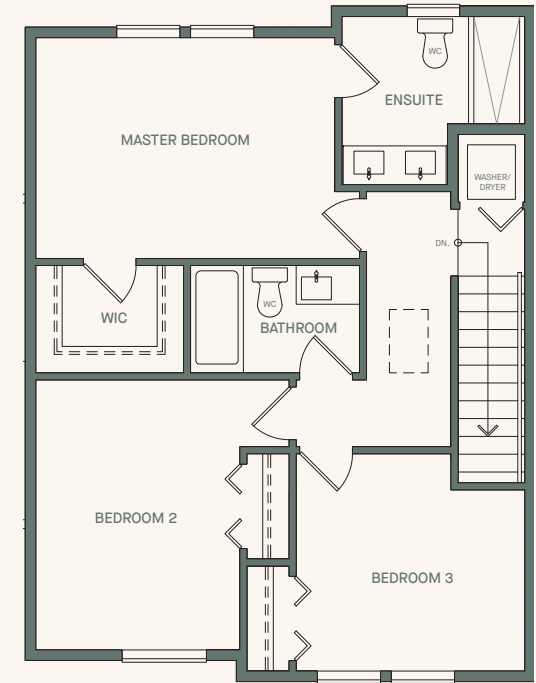 WC
ENSUITE
MASTER BEDROOM
WASHER/
DRYER
DN.
WC
WIC
BATHROOM
BEDROOM 2
BEDROOM 3